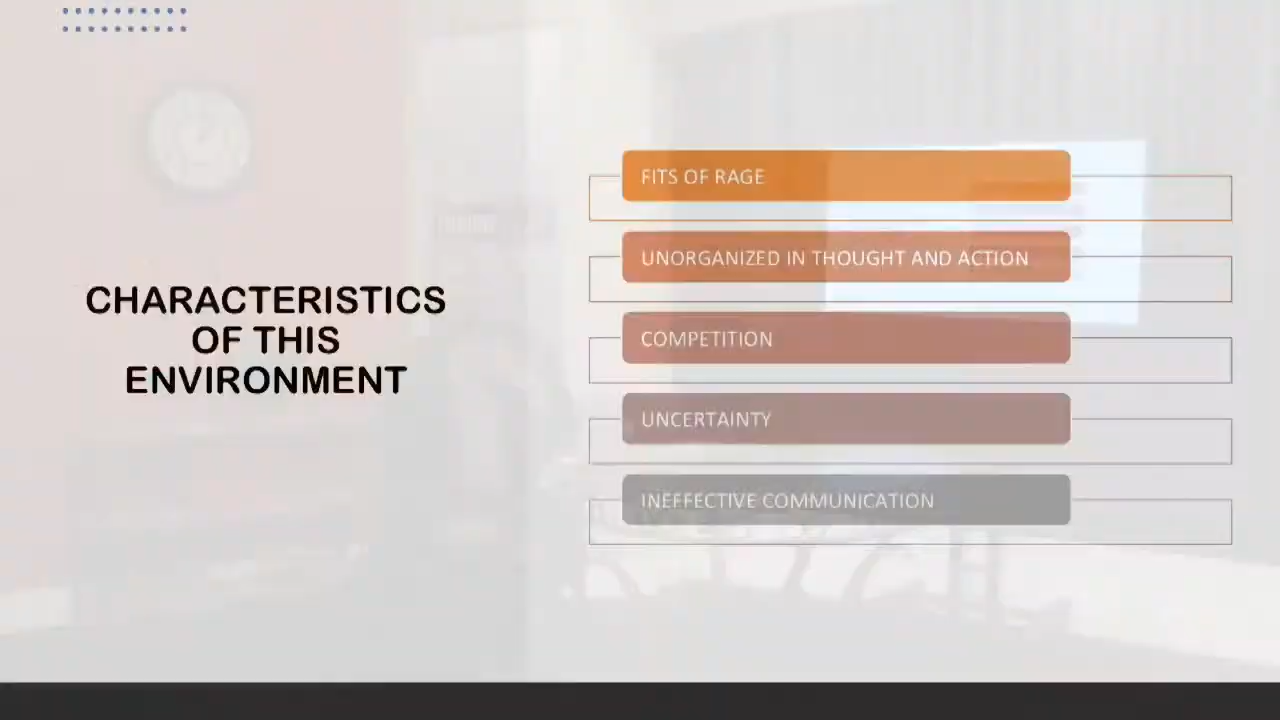 CHARACTERISTICS
OF THIS
ENVIRONMENT
FITS OF RAGE
UNORGANIZED IN THOUGHT AND ACTION
COMPETITION
UNCERTAINTY
INEFFECTIVE COMMUNICATION